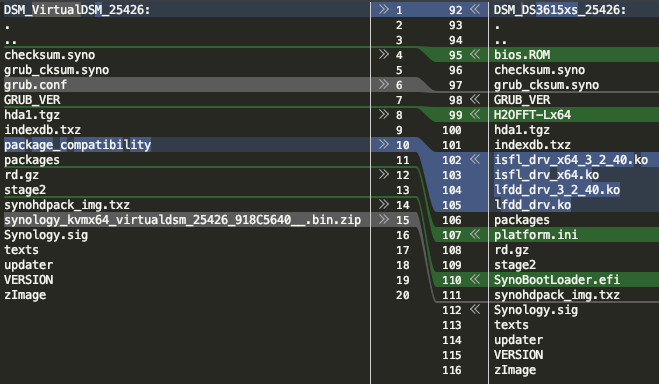 DSM_VirtualDSM_25426:
.
..
checksum.syno
grub_cksum.syno
grub.conf
GRUB_VER
hda1.tgz
indexdb.txz
package_compatibility
packages
rd.gz
stage2
synohdpack_img.txz
synology_kvmx64_virtualdsm_25426_918C5640__.bin.zip
Synology.sig
texts
updater
VERSION
zImage
1
2
3
4
5
6
7
8
9
10
11
12
13
14
15
16
17
18
19
20
92
93
94
95
96
97
98
99
100
101
102
103
104
105
106
107
108
109
110
111
112
113
114
115
116
DSM_DS3615xs_25426:
.
..
bios.ROM
checksum.syno
grub_cksum.syno
GRUB_VER
H2OFFT-Lx64
hda1.tgz
indexdb.txz
isfl_drv_x64_3_2_40.ko
isfl_drv_x64.ko
lfdd_drv_3_2_40.ko
lfdd_drv.ko
packages
platform.ini
rd.gz
stage2
SynoBootLoader.efi
synohdpack_img.txz
Synology.sig
texts
updater
VERSION
zImage